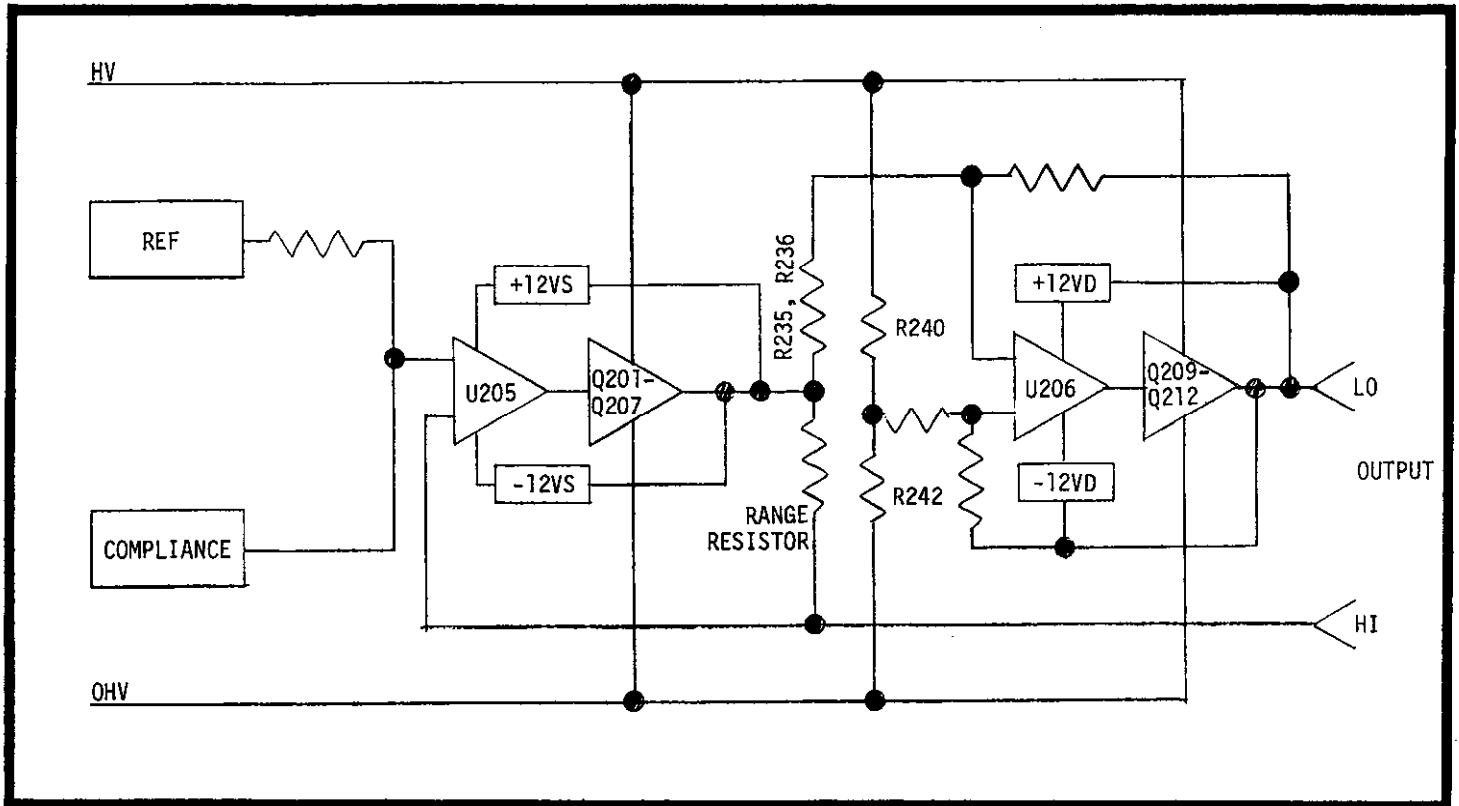 HV
REF
+12VS
U205
Q201-
Q207
-12VS
COMPLIANCE
R235, R236
RANGE
RESISTOR
R240
R242
+12VD
U206
Q209-
Q212
-12VD
LO
OUTPUT
HI
OHV